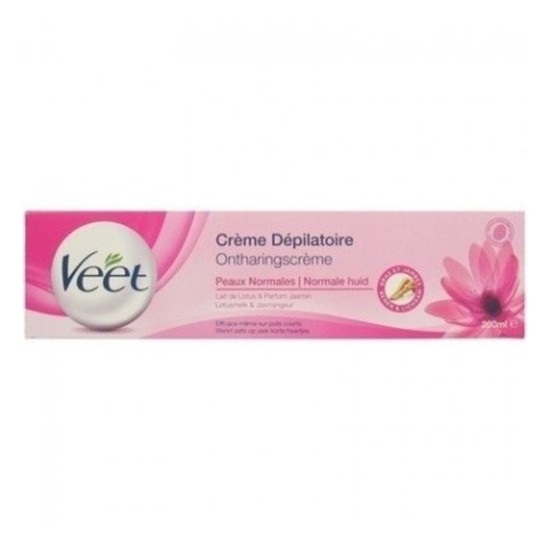 Veet
Crème Dépilatoire
Ontharingscrème
Peaux Normales | Normale huid
Lait de Lotus & Parfum Jasmin
Lotusmelk & Jasmijngeur
Efficace même sur poils courts
Werkt zelfs op zeer korte haartjes
200ml e